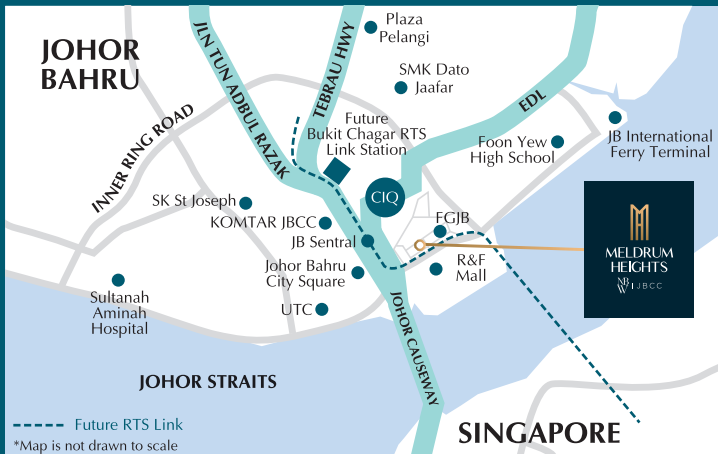 JOHOR
BAHRU
JLN TUN ADBUL RAZAK
TEBRAU HWY
Plaza
Pelangi
SMK Dato
Jaafar
EDL
INNER RING ROAD
Future
Bukit Chagar RTS
Link Station
Foon Yew
High School
JB International
Ferry Terminal
CIQ
SK St Joseph
KOMTAR JBCC
JB Sentral
FGJB
MELDRUM
HEIGHTS
NB
W JBCC
Johor Bahru
City Square
R&F
Mall
Sultanah
Aminah
Hospital
UTC
JOHOR CAUSEWAY
JOHOR STRAITS
Future RTS Link
*Map is not drawn to scale
SINGAPORE